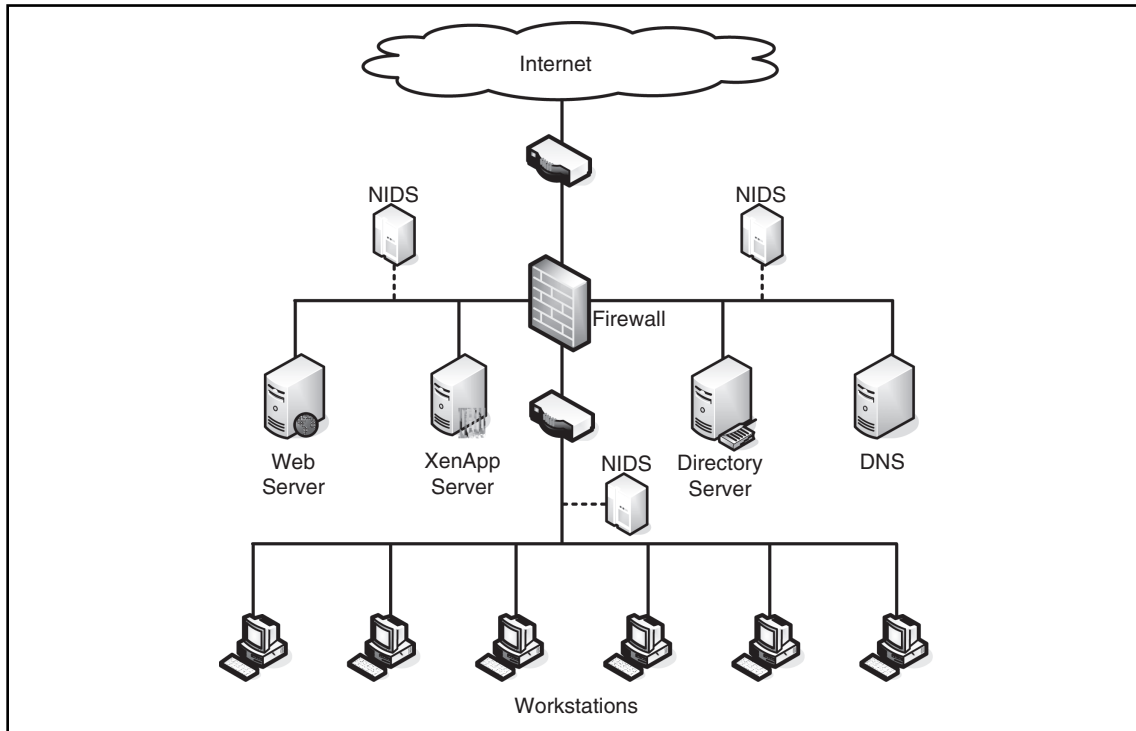 Internet
NIDS
NIDS
Firewall
Web
Server
XenApp
Server
NIDS
Directory
Server
DNS
Workstations